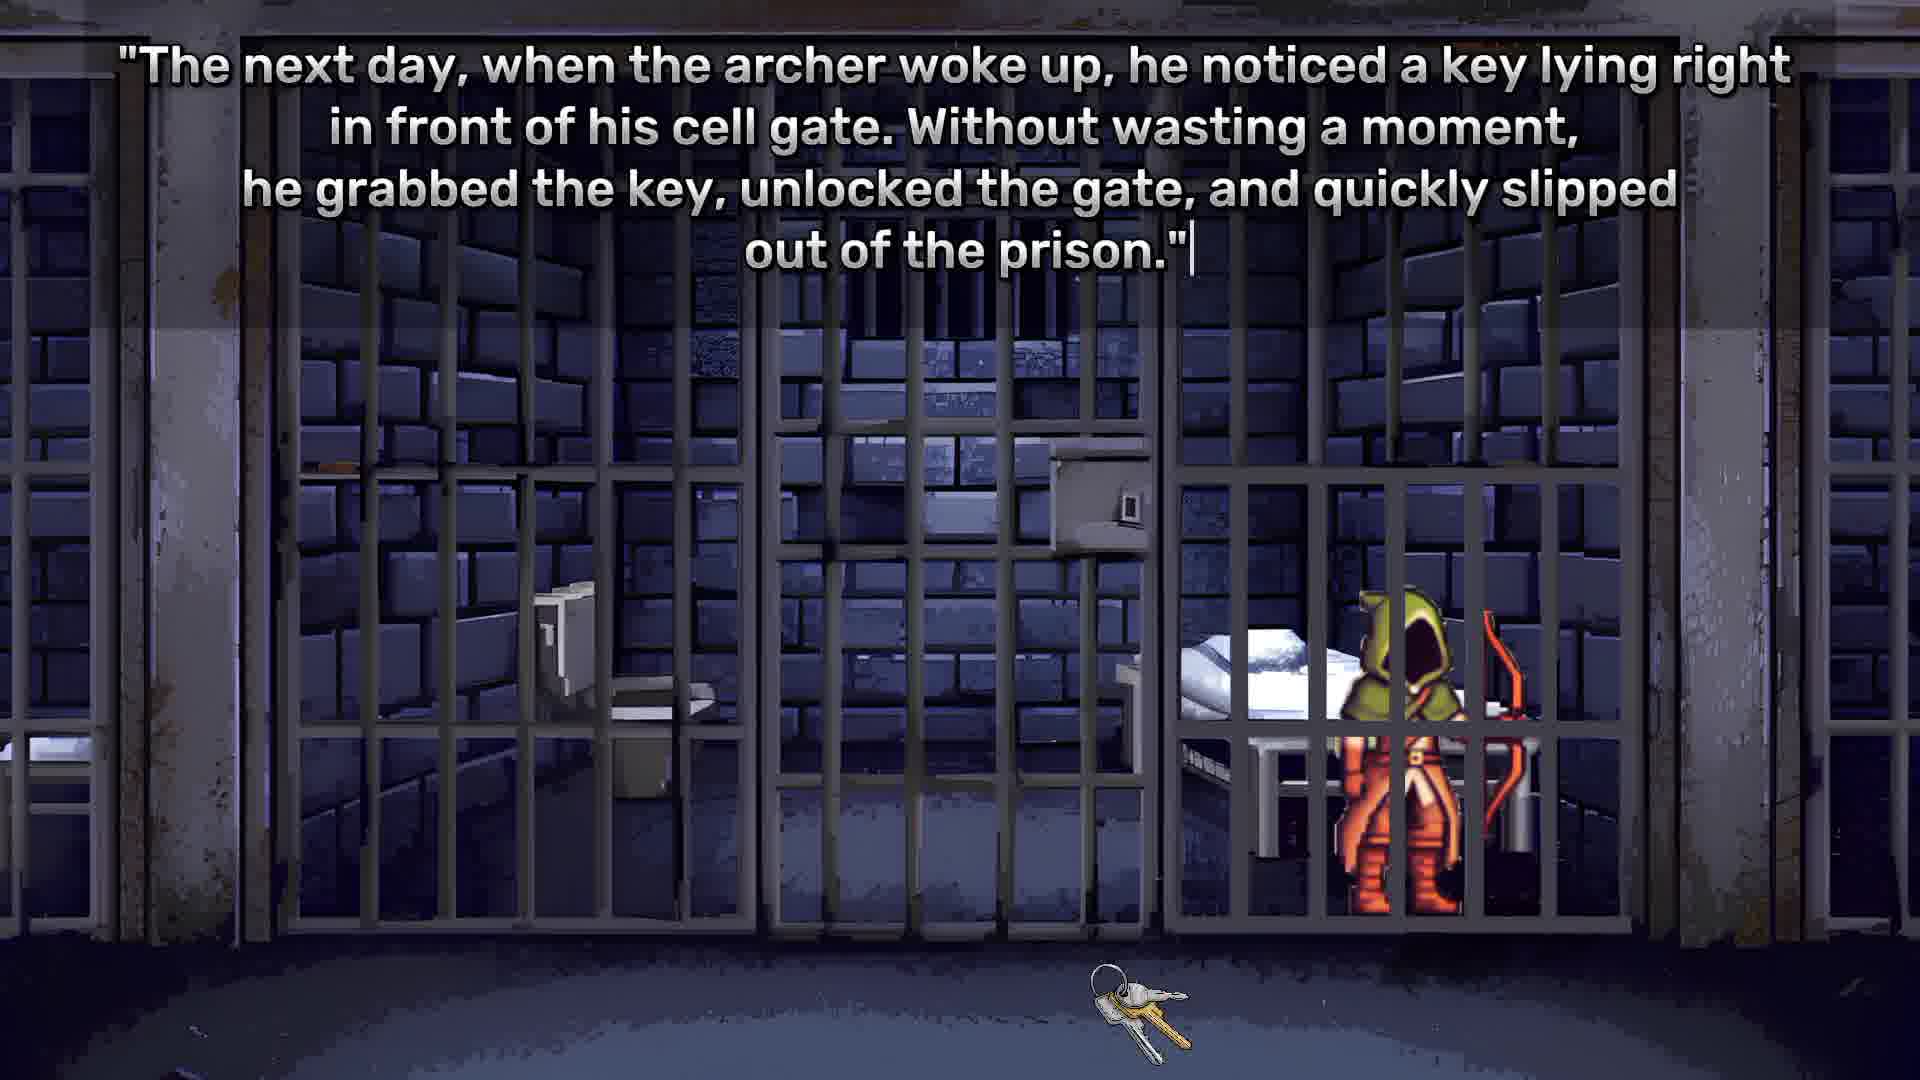 "The next day, when the archer woke up, he noticed a key lying right
in front of his cell gate. Without wasting a moment,
he grabbed the key, unlocked the gate, and quickly slipped
out of the prison."